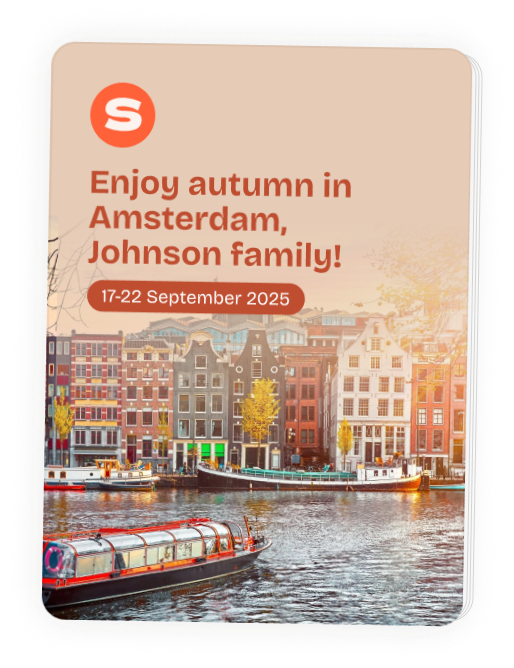 S
Enjoy autumn in
Amsterdam,
Johnson family!
17-22 September 2025